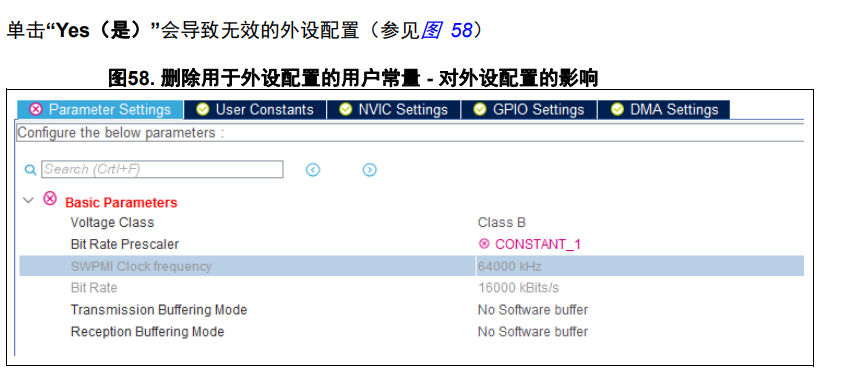 单击“Yes（是）”会导致无效的外设配置（参见图 58）
图58. 删除用于外设配置的用户常量 - 对外设配置的影响
Parameter Settings User Constants NVIC Settings GPIO Settings DMA Settings
Configure the below parameters :
Search (Crtl+F)
Basic Parameters
Voltage Class Class B
Bit Rate Prescaler CONSTANT_1
SWPMI Clock frequency 64000 kHz
Bit Rate 16000 kBits/s
Transmission Buffering Mode No Software buffer
Reception Buffering Mode No Software buffer